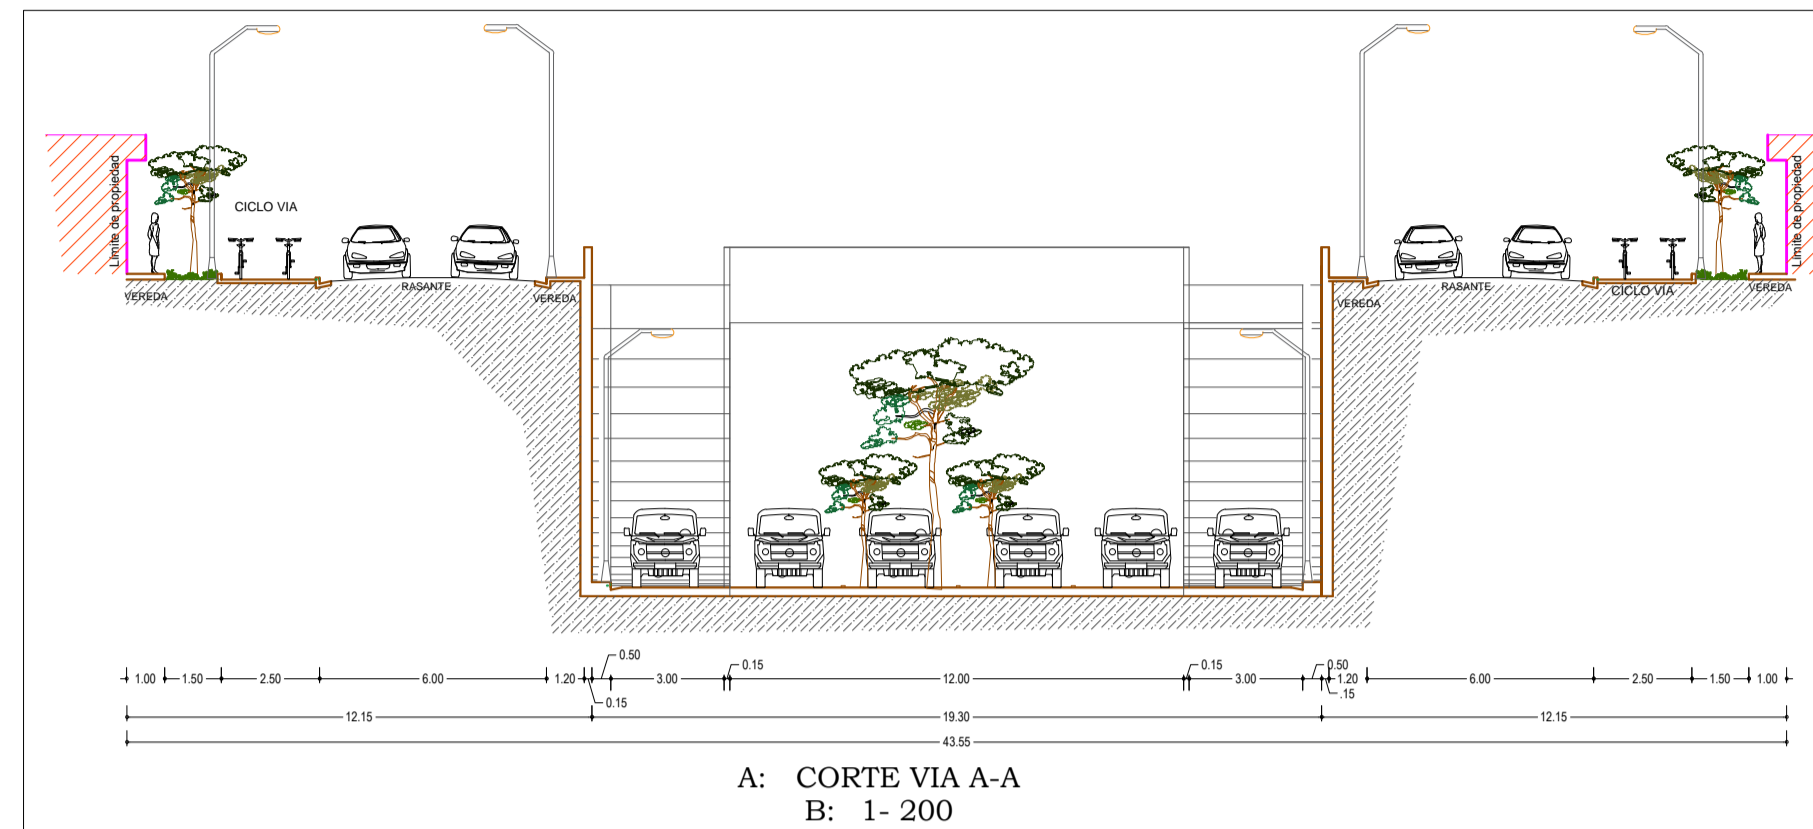 Límite de propiedad
CICLO VIA
VEREDA
RASANTE
VEREDA
VEREDA
RASANTE
CICLO VIA
VEREDA
Límite de propiedad
1.00 1.50 2.50 6.00 1.20 0.15 0.50 3.00 0.15 12.00 0.15 3.00 0.50 .15 1.20 6.00 2.50 1.50 1.00
12.15 19.30 12.15
43.55
A: CORTE VIA A-A
B: 1- 200